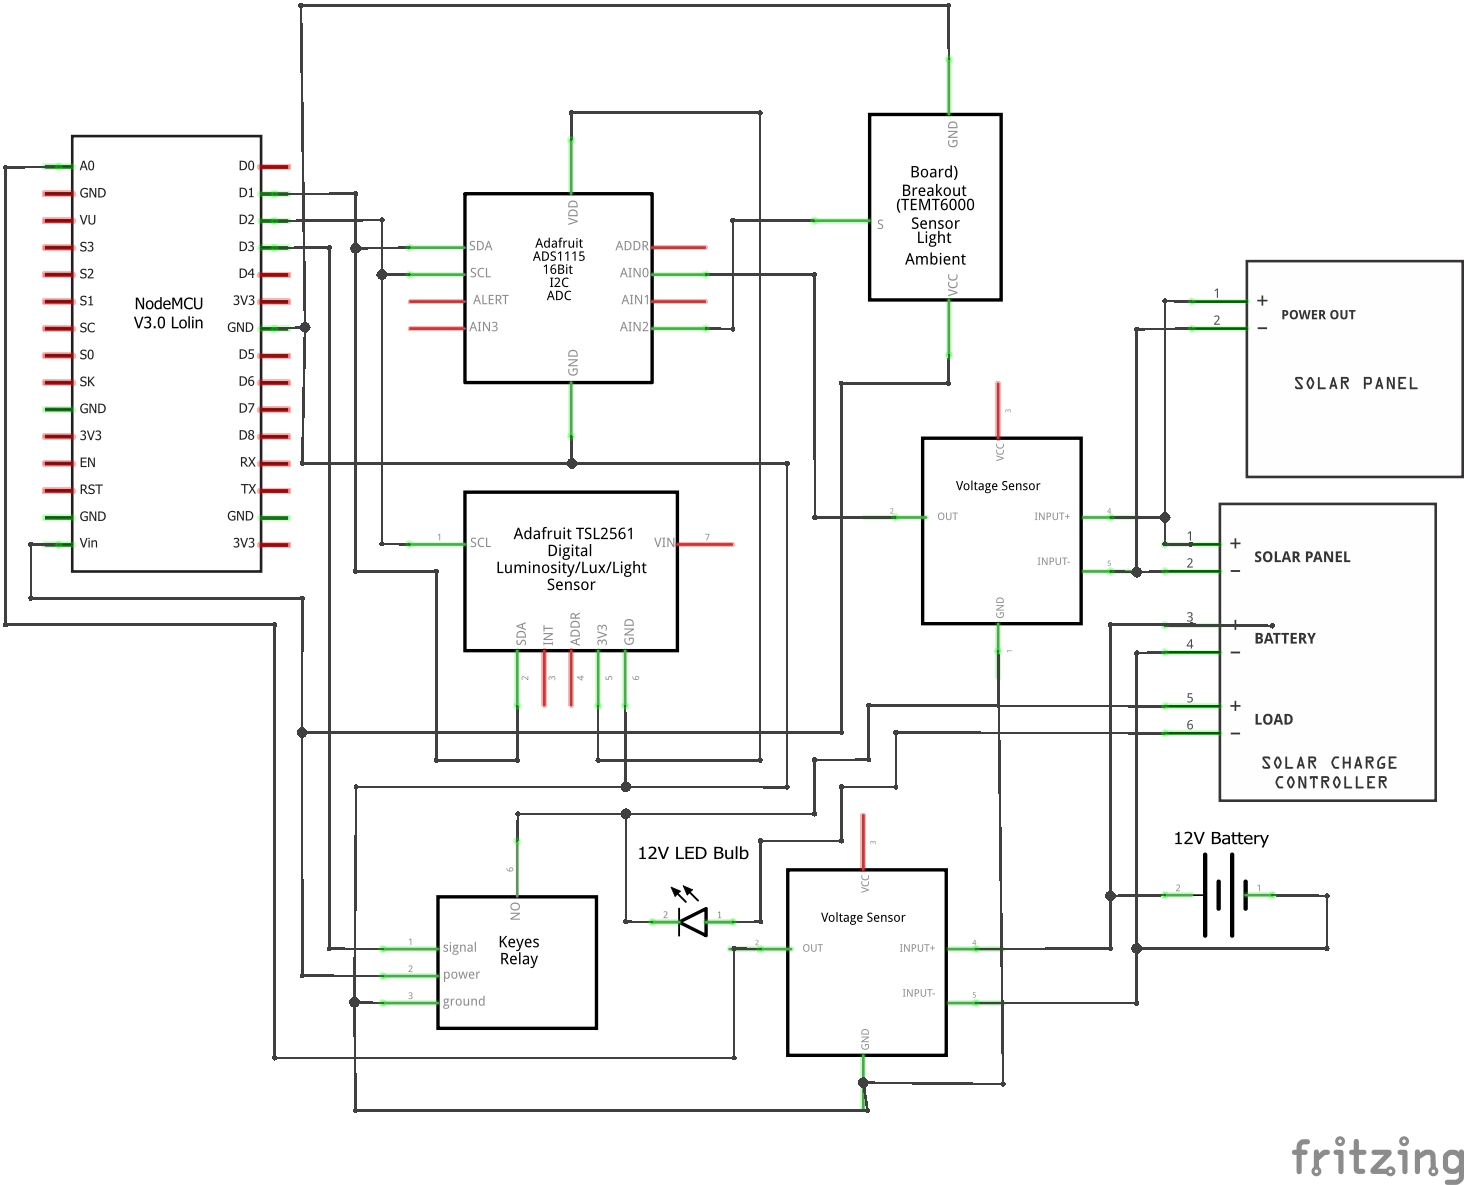 A0
GND
VU
S3
S2
S1
SC
S0
SK
GND
3V3
EN
RST
GND
Vin
NodeMCU
V3.0 Lolin
D0
D1
D2
D3
D4
3V3
GND
D5
D6
D7
D8
RX
TX
GND
3V3
VDD
SDA
SCL
ALERT
AIN3
Adafruit
ADS1115
16Bit
I2C
ADC
ADDR
AIN0
AIN1
AIN2
GND
GND
Board)
Breakout
(TEMT6000
Sensor
Light
Ambient
S
VCC
1
SCL
Adafruit TSL2561
Digital
Luminosity/Lux/Light
Sensor
VIN
7
SDA
INT
ADDR
3V3
GND
2
3
4
5
6
3
VCC
Voltage Sensor
2
OUT
INPUT+
4
INPUT-
5
GND
1
1
+
2
−
POWER OUT
SOLAR PANEL
1
+
2
−
SOLAR PANEL
3
+
4
−
BATTERY
5
+
6
−
LOAD
SOLAR CHARGE
CONTROLLER
12V Battery
2
1
12V LED Bulb
2
1
6
NO
Keyes
Relay
1
signal
2
power
3
ground
3
VCC
Voltage Sensor
2
OUT
INPUT+
4
INPUT-
5
GND
fritzing